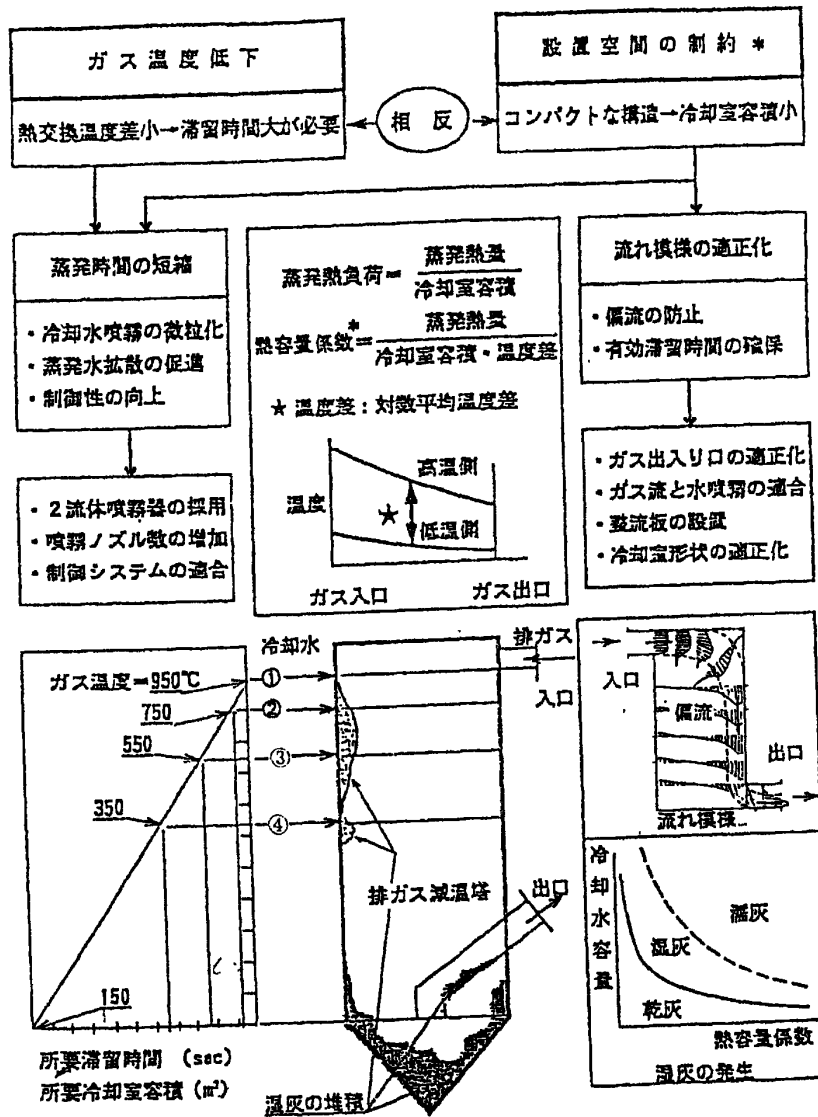 ガス温度低下
熱交換温度差小→滞留時間大が必要
相反
設置空間の制約*
コンパクトな構造→冷却室容積小
蒸発時間の短縮
・冷却水噴霧の微粒化
・蒸発水拡散の促進
・制御性の向上
・2流体噴霧器の採用
・噴霧ノズル数の増加
・制御システムの適合
蒸発熱負荷=蒸発熱量
冷却室容積
熱容量係数*=蒸発熱量
冷却室容積・温度差
★温度差:対数平均温度差
高温側
温度
★
低温側
ガス入口 ガス出口
流れ模様の適正化
・偏流の防止
・有効滞留時間の確保
・ガス出入り口の適正化
・ガス流と水噴霧の適合
・整流板の設置
・冷却室形状の適正化
冷却水
ガス温度=950℃
①
750
②
550
③
350
④
150
所要滞留時間 (sec)
所要冷却室容積 (m³)
排ガス
入口
排ガス減温塔
出口
湿灰の堆積
入口
偏流
出口
流れ模様
冷却水容量
湿灰
湿灰
乾灰
熱容量係数
湿灰の発生